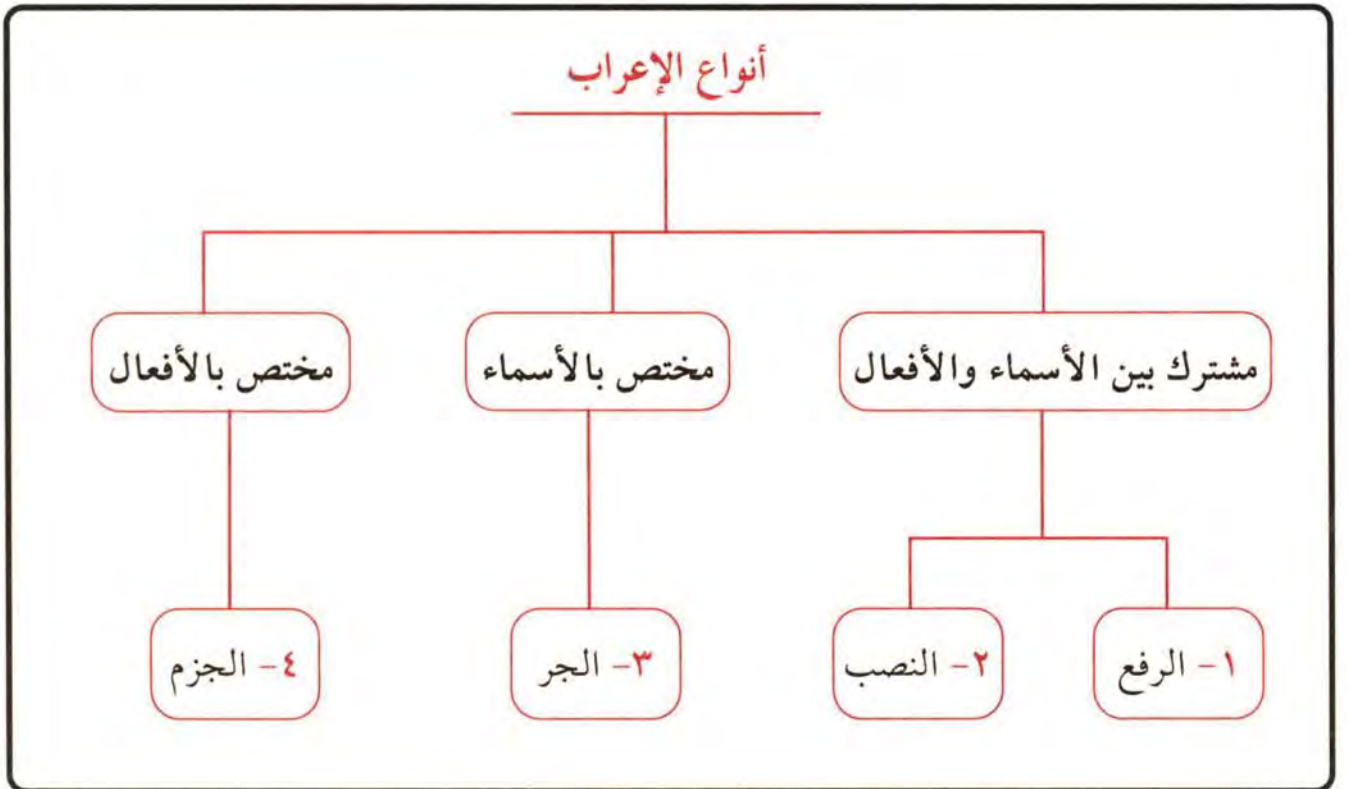 أنواع الإعراب
مشترك بين الأسماء والأفعال
مختص بالأسماء
مختص بالأفعال
١- الرفع
٢- النصب
٣- الجر
٤- الجزم